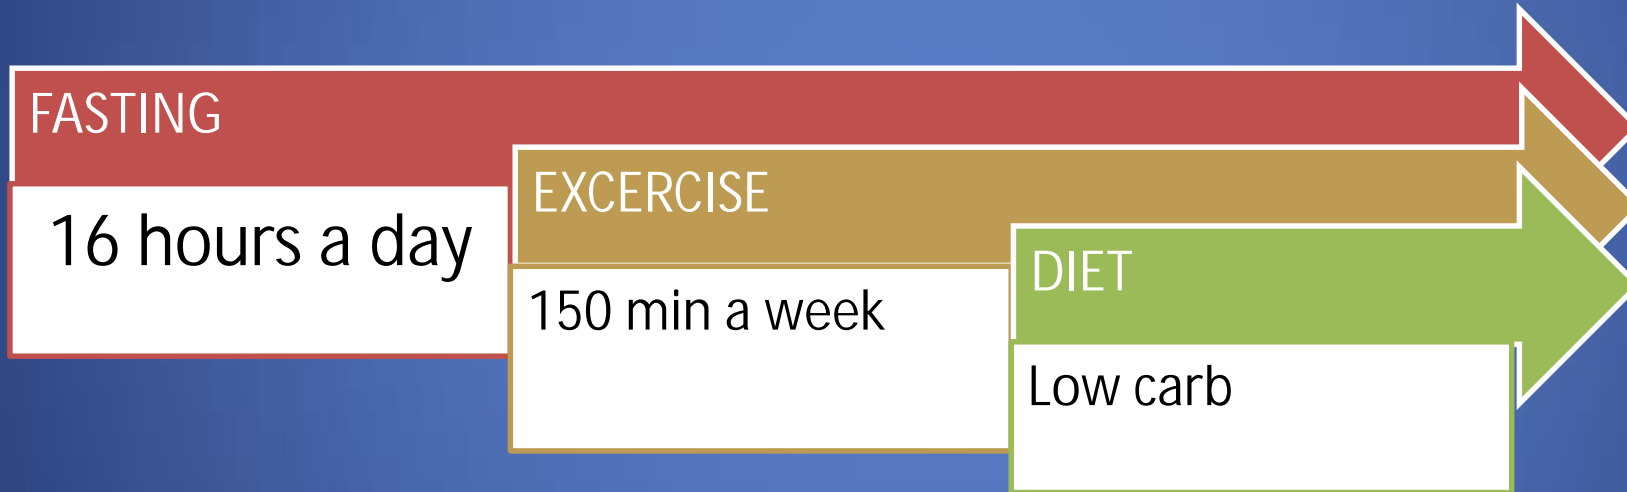 FASTING
16 hours a day
EXCERCISE
150 min a week
DIET
Low carb